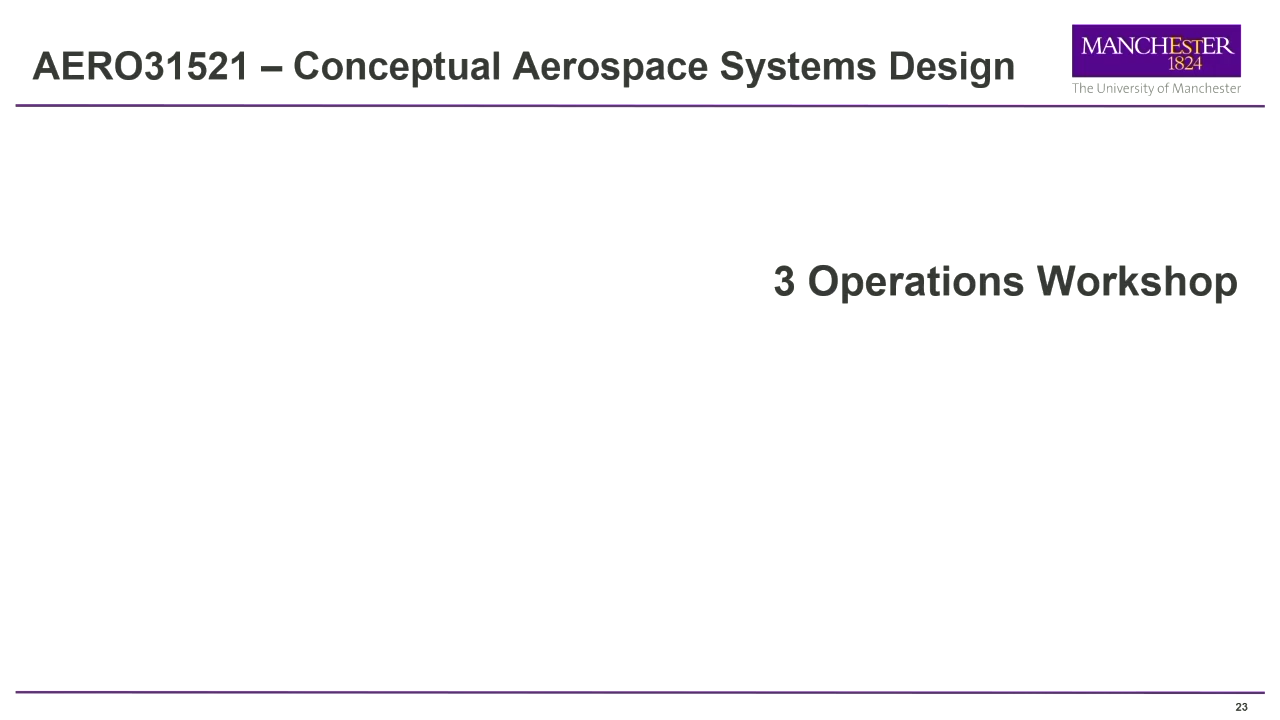 AERO31521 – Conceptual Aerospace Systems Design
MANCHESTER
1824
The University of Manchester
3 Operations Workshop
23